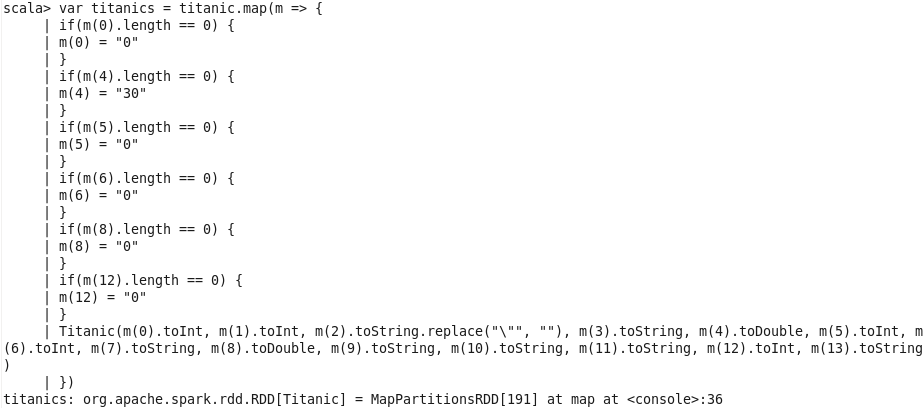 scala> var titanics = titanic.map(m => {
     | if(m(0).length == 0) {
     | m(0) = "0"
     | }
     | if(m(4).length == 0) {
     | m(4) = "30"
     | }
     | if(m(5).length == 0) {
     | m(5) = "0"
     | }
     | if(m(6).length == 0) {
     | m(6) = "0"
     | }
     | if(m(8).length == 0) {
     | m(8) = "0"
     | }
     | if(m(12).length == 0) {
     | m(12) = "0"
     | }
     | Titanic(m(0).toInt, m(1).toInt, m(2).toString.replace("\"", ""), m(3).toString, m(4).toDouble, m(5).toInt, m
(6).toInt, m(7).toString, m(8).toDouble, m(9).toString, m(10).toString, m(11).toString, m(12).toInt, m(13).toString
)
     | })
titanics: org.apache.spark.rdd.RDD[Titanic] = MapPartitionsRDD[191] at map at <console>:36